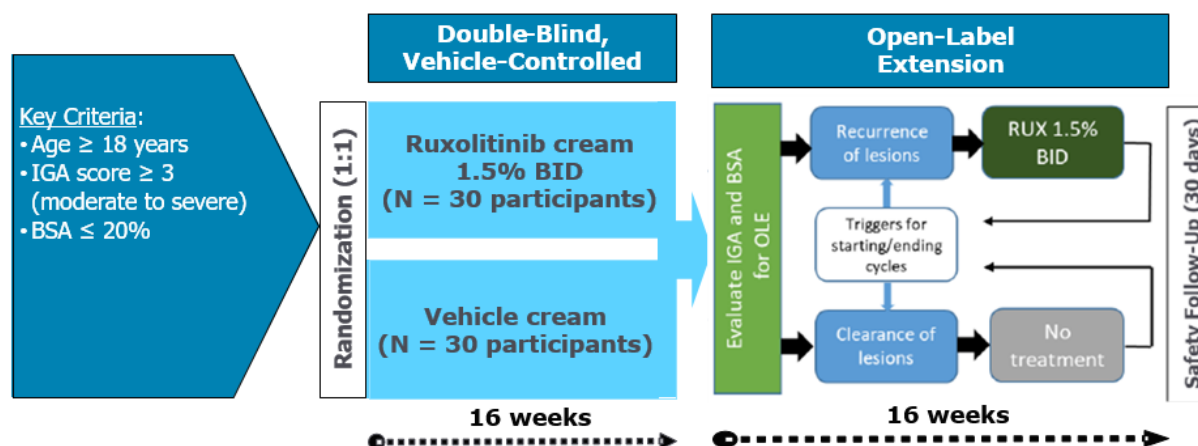 Double-Blind,
Vehicle-Controlled
Open-Label
Extension
Key Criteria:
• Age ≥ 18 years
• IGA score ≥ 3
(moderate to severe)
• BSA ≤ 20%
Randomization (1:1)
Ruxolitinib cream
1.5% BID
(N = 30 participants)
Vehicle cream
(N = 30 participants)
Evaluate IGA and BSA
for OLE
Recurrence
of lesions
RUX 1.5%
BID
Triggers for
starting/ending
cycles
Clearance of
lesions
No
treatment
Safety Follow-Up (30 days)
16 weeks
16 weeks